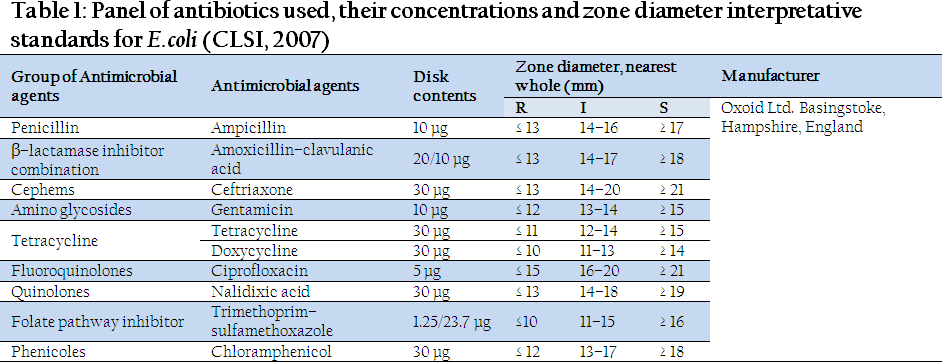 Table 1: Panel of antibiotics used, their concentrations and zone diameter interpretative
standards for E.coli (CLSI, 2007)
Group of Antimicrobial agents Antimicrobial agents Disk contents Zone diameter, nearest whole (mm) Manufacturer
R I S
Penicillin Ampicillin 10 µg ≤ 13 14–16 ≥ 17 Oxoid Ltd. Basingstoke, Hampshire, England
β–lactamase inhibitor combination Amoxicillin–clavulanic acid 20/10 µg ≤ 13 14–17 ≥ 18
Cephems Ceftriaxone 30 µg ≤ 13 14–20 ≥ 21
Amino glycosides Gentamicin 10 µg ≤ 12 13–14 ≥ 15
Tetracycline Tetracycline 30 µg ≤ 11 12–14 ≥ 15
Doxycycline 30 µg ≤ 10 11–13 ≥ 14
Fluoroquinolones Ciprofloxacin 5 µg ≤ 15 16–20 ≥ 21
Quinolones Nalidixic acid 30 µg ≤ 13 14–18 ≥ 19
Folate pathway inhibitor Trimethoprim–sulfamethoxazole 1.25/23.7 µg ≤10 11–15 ≥ 16
Phenicoles Chloramphenicol 30 µg ≤ 12 13–17 ≥ 18